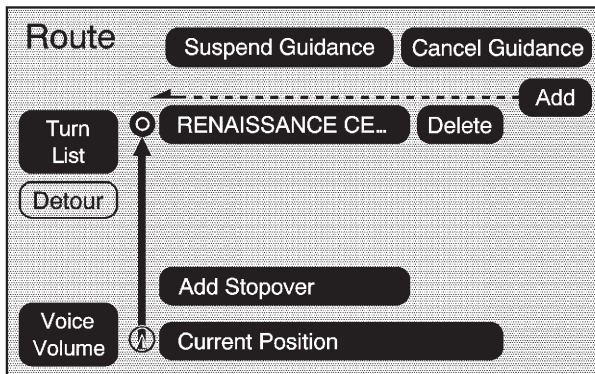 Route
Suspend Guidance
Cancel Guidance
Add
Turn
List
RENAISSANCE CE...
Delete
Detour
Add Stopover
Voice
Volume
Current Position